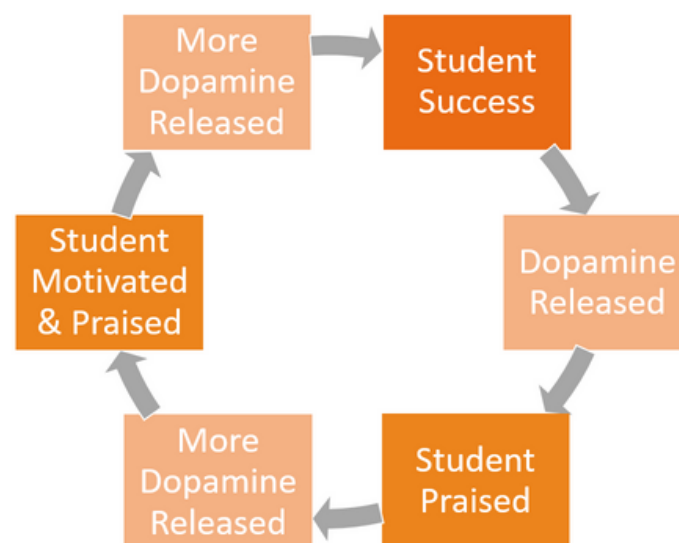 More
Dopamine
Released
Student
Success
Dopamine
Released
Student
Praised
More
Dopamine
Released
Student
Motivated
& Praised